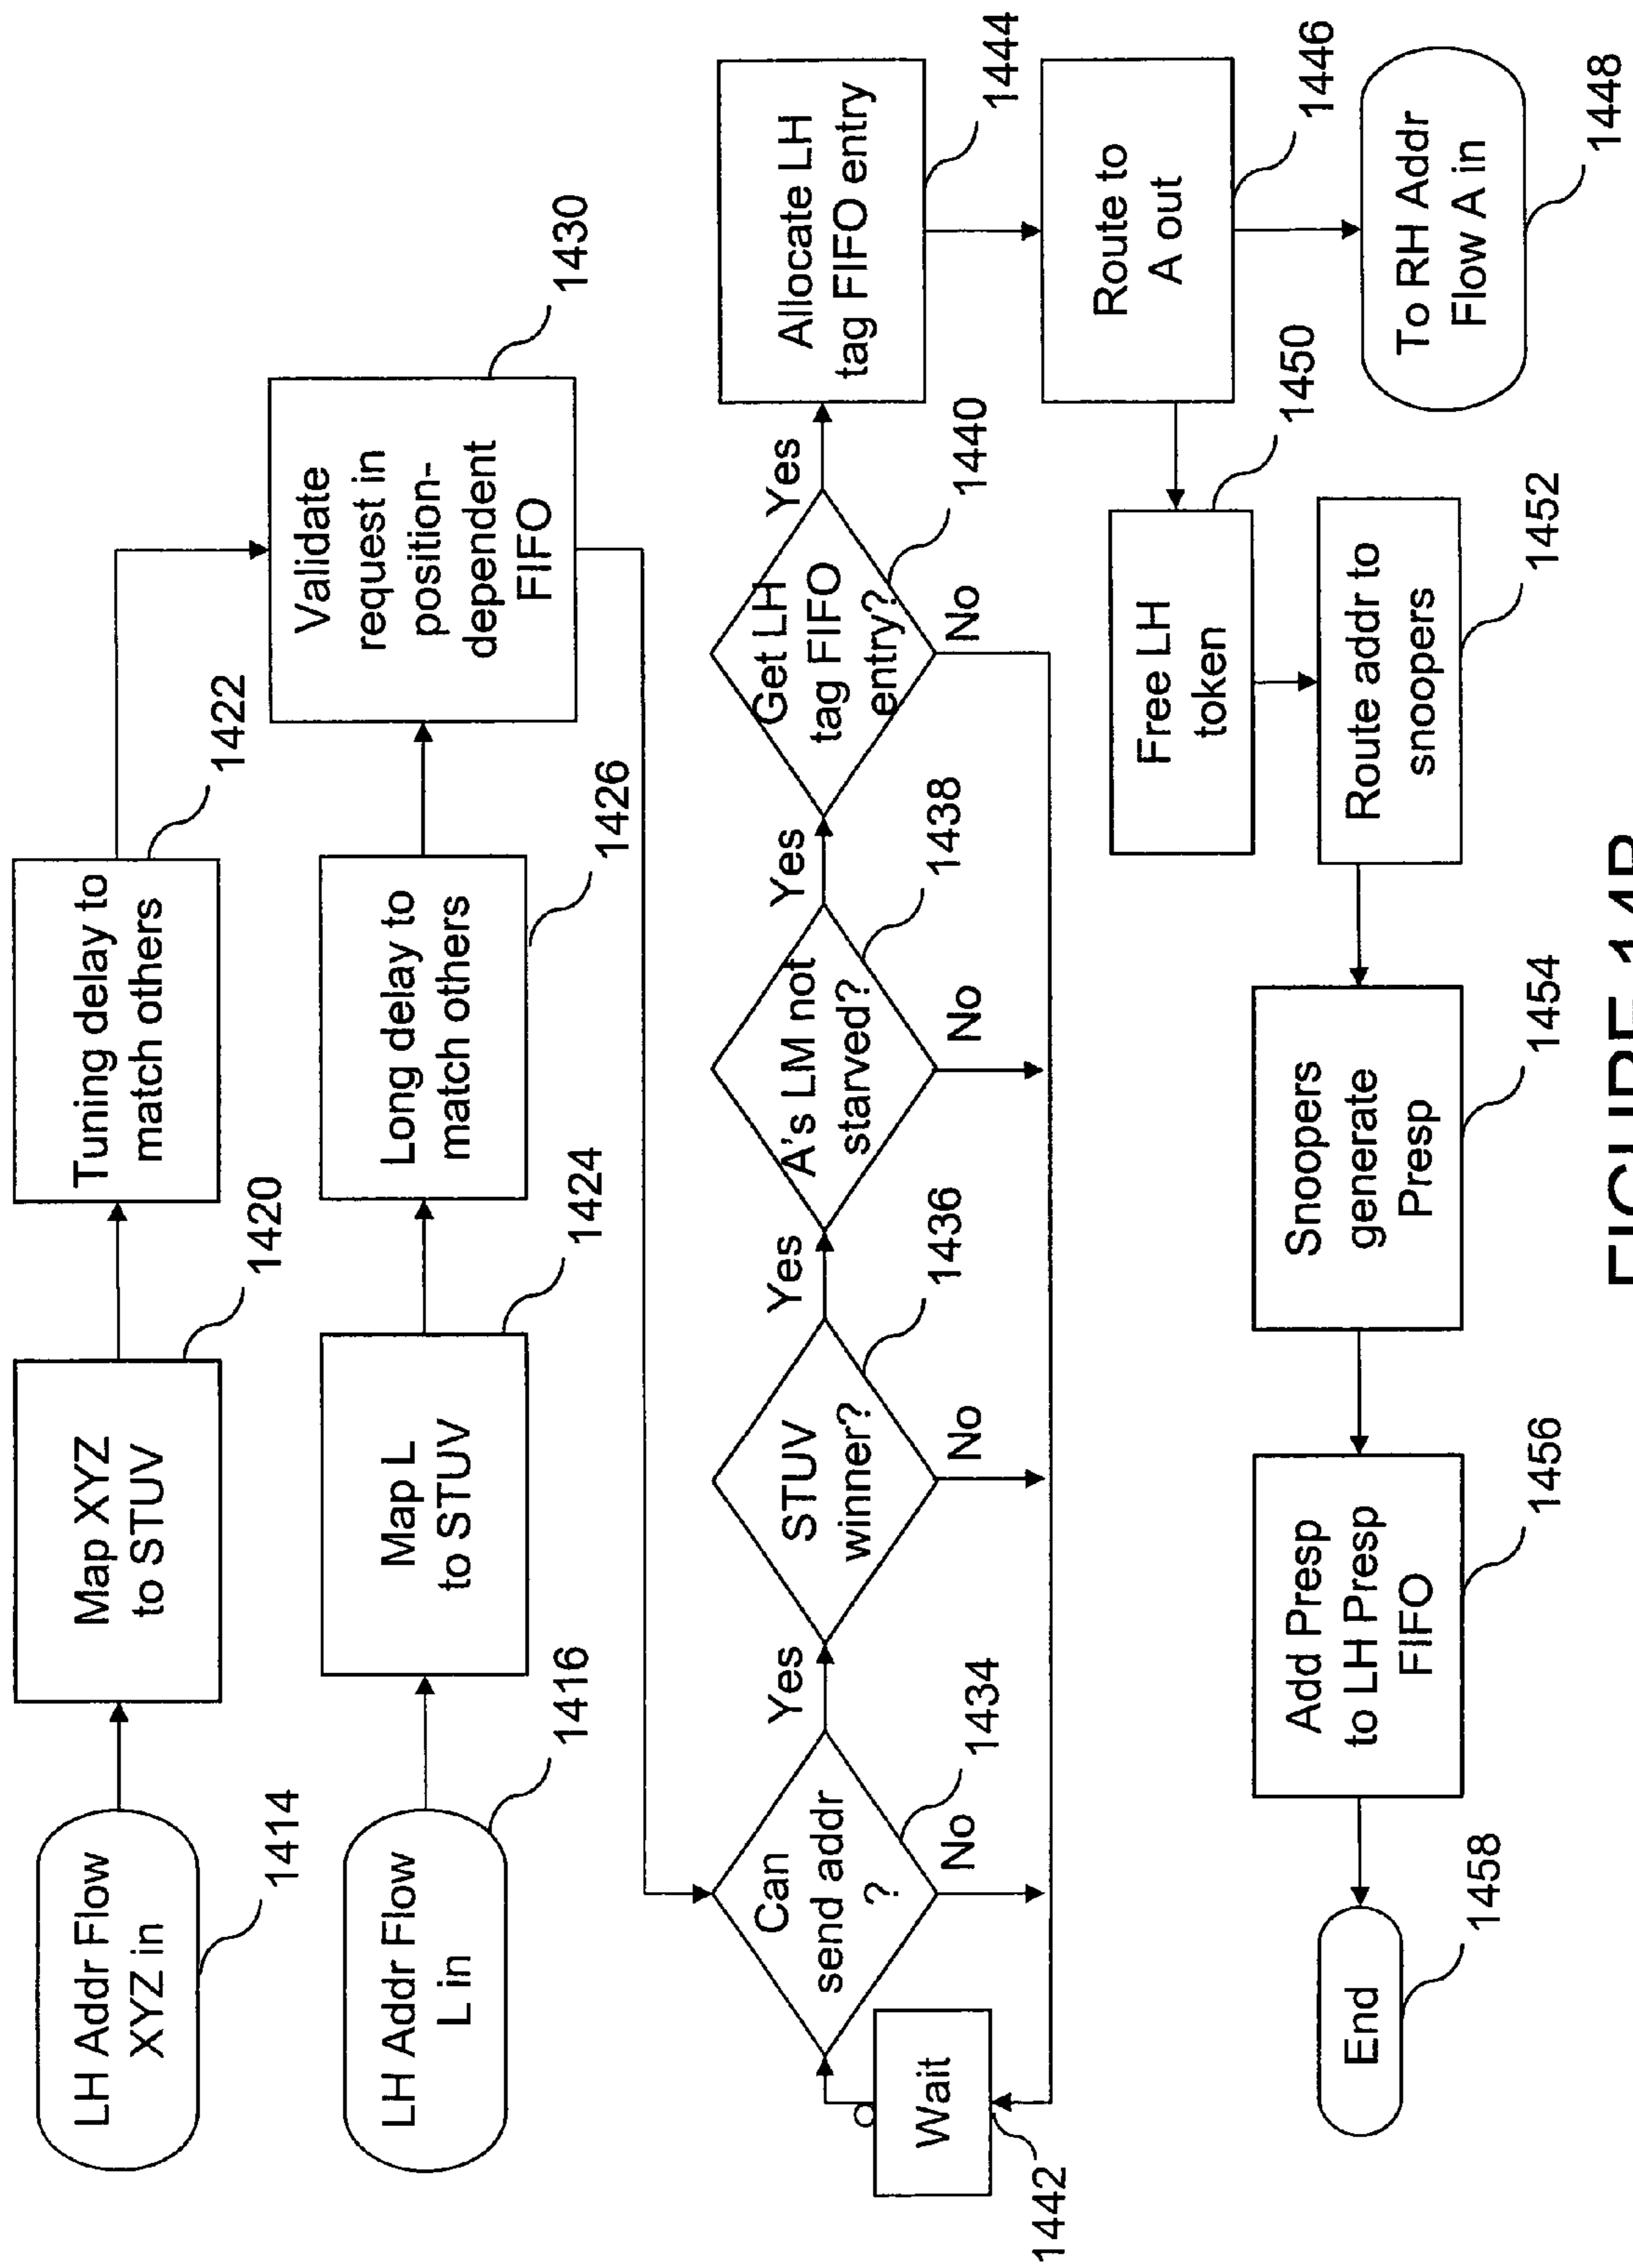 LH Addr Flow
XYZ in
1414
Map XYZ
to STUV
1420
Tuning delay to
match others
1422
LH Addr Flow
L in
1416
Map L
to STUV
1424
Long delay to
match others
1426
Validate
request in
position-
dependent
FIFO
1430
Can
send addr
?
1434
Yes
No
STUV
winner?
1436
Yes
No
A's LM not
starved?
1438
Yes
No
Get LH
tag FIFO
entry?
1440
Yes
No
Wait
1442
Allocate LH
tag FIFO entry
1444
Route to
A out
1446
To RH Addr
Flow A in
1448
Free LH
token
1450
Route addr to
snoopers
1452
Snoopers
generate
Presp
1454
Add Presp
to LH Presp
FIFO
1456
End
1458
FIGURE 14B